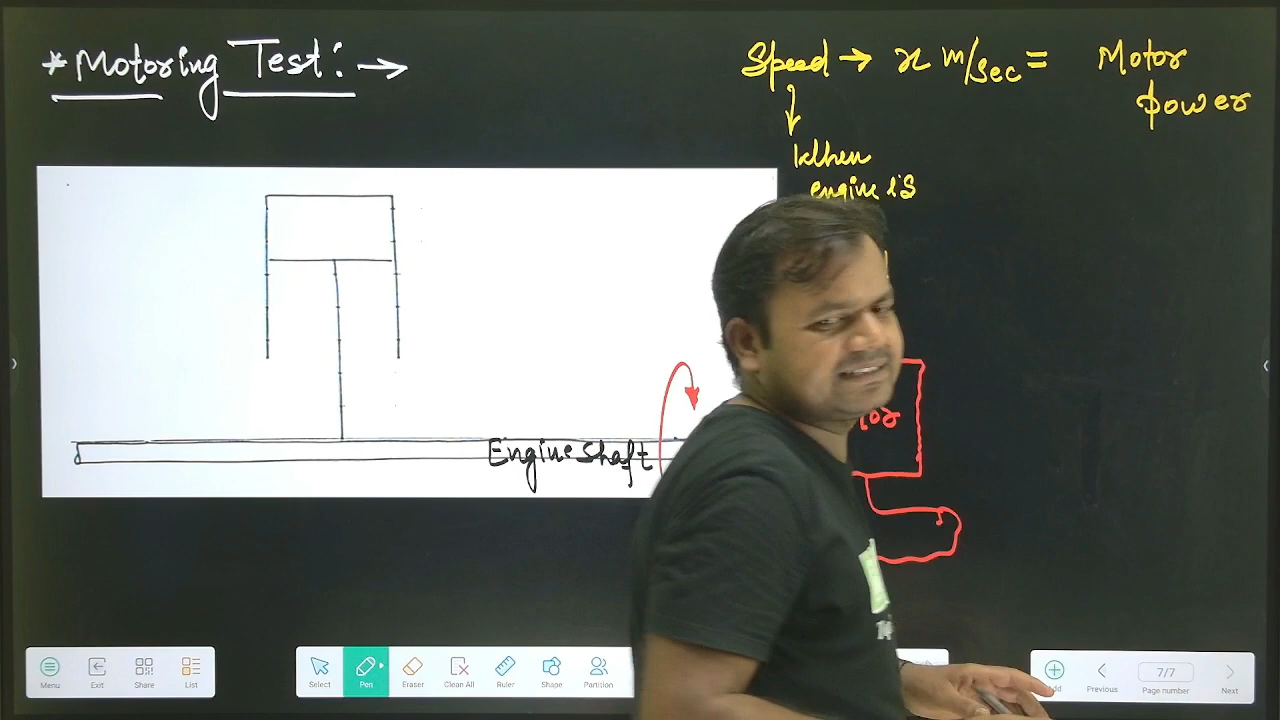 * Motoring Test: →
Speed → x m/sec = Motor
power
↓
When
engine is
Engine Shaft
Menu
Exit
Share
List
Select
Pen
Eraser
Clean All
Ruler
Shape
Partition
Previous
7/7
Page number
Next